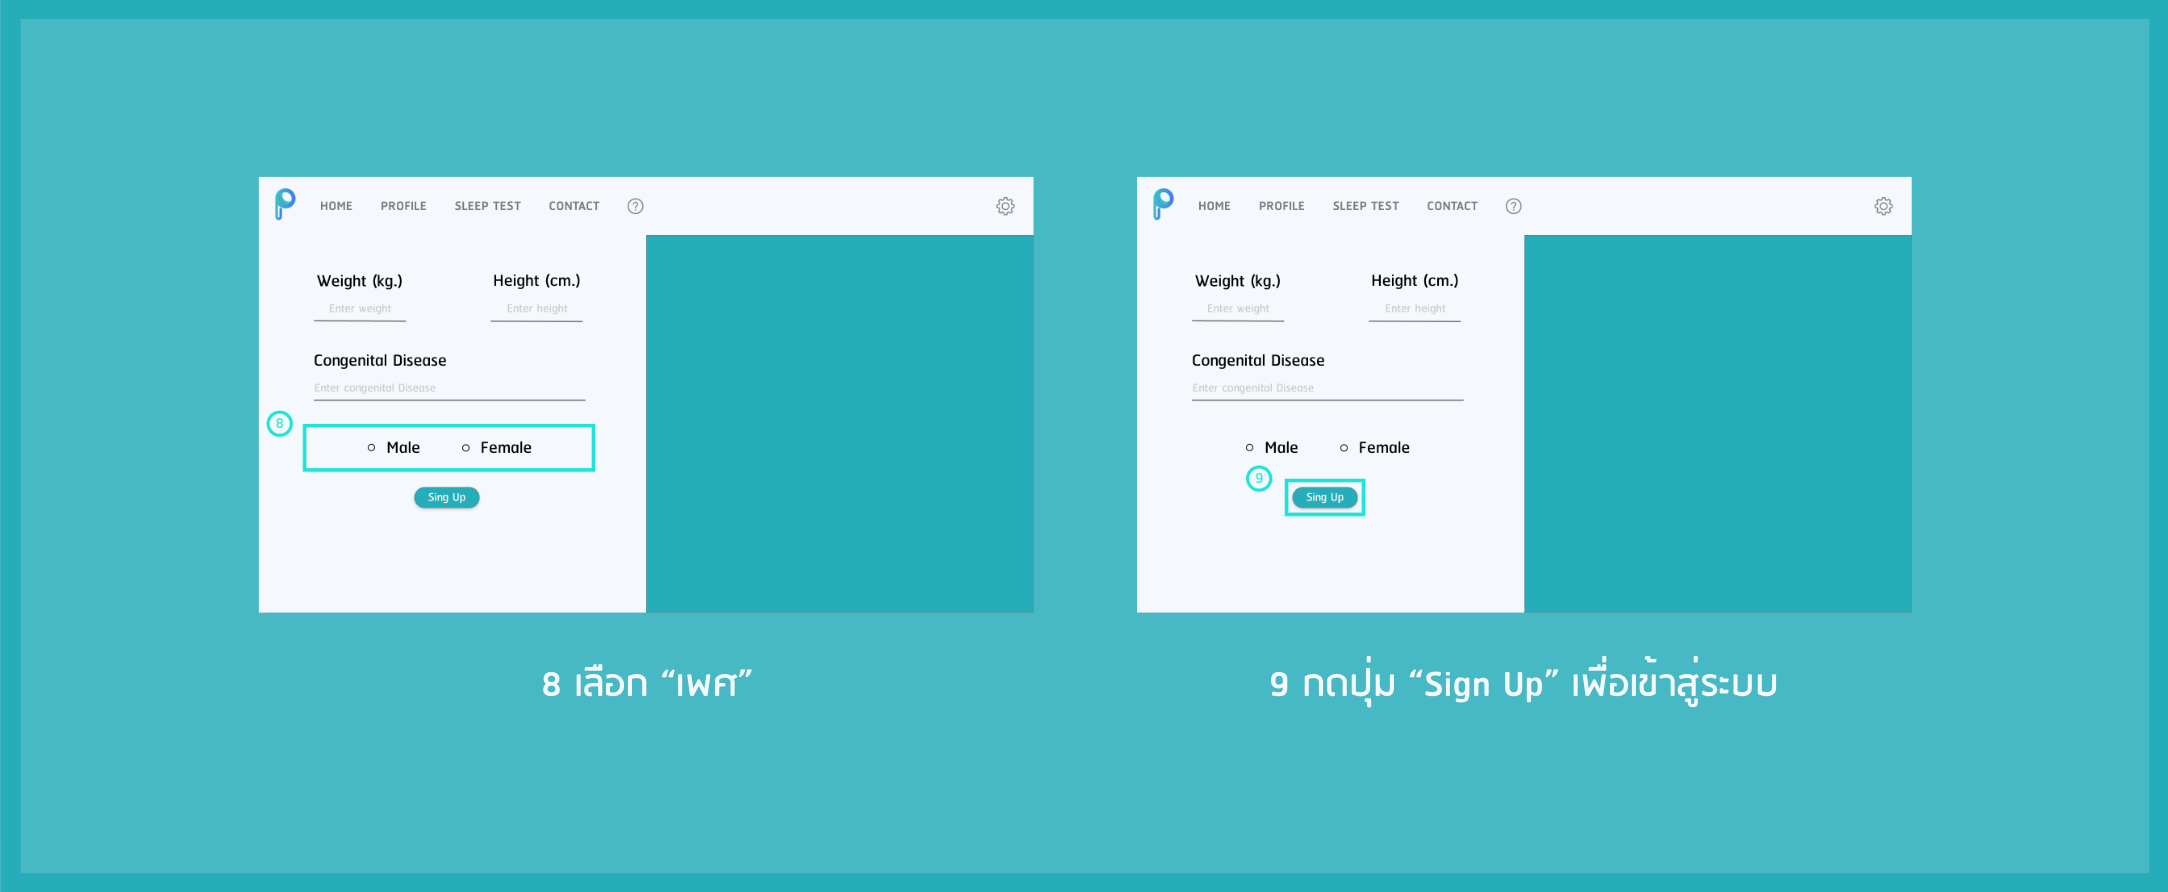 HOME PROFILE SLEEP TEST CONTACT ?
Weight (kg.) Height (cm.)
Enter weight Enter height
Congenital Disease
Enter congenital Disease
8
Male Female
Sing Up
8 เลือก “เพศ”
HOME PROFILE SLEEP TEST CONTACT ?
Weight (kg.) Height (cm.)
Enter weight Enter height
Congenital Disease
Enter congenital Disease
Male Female
9
Sing Up
9 กดปุ่ม “Sign Up” เพื่อเข้าสู่ระบบ